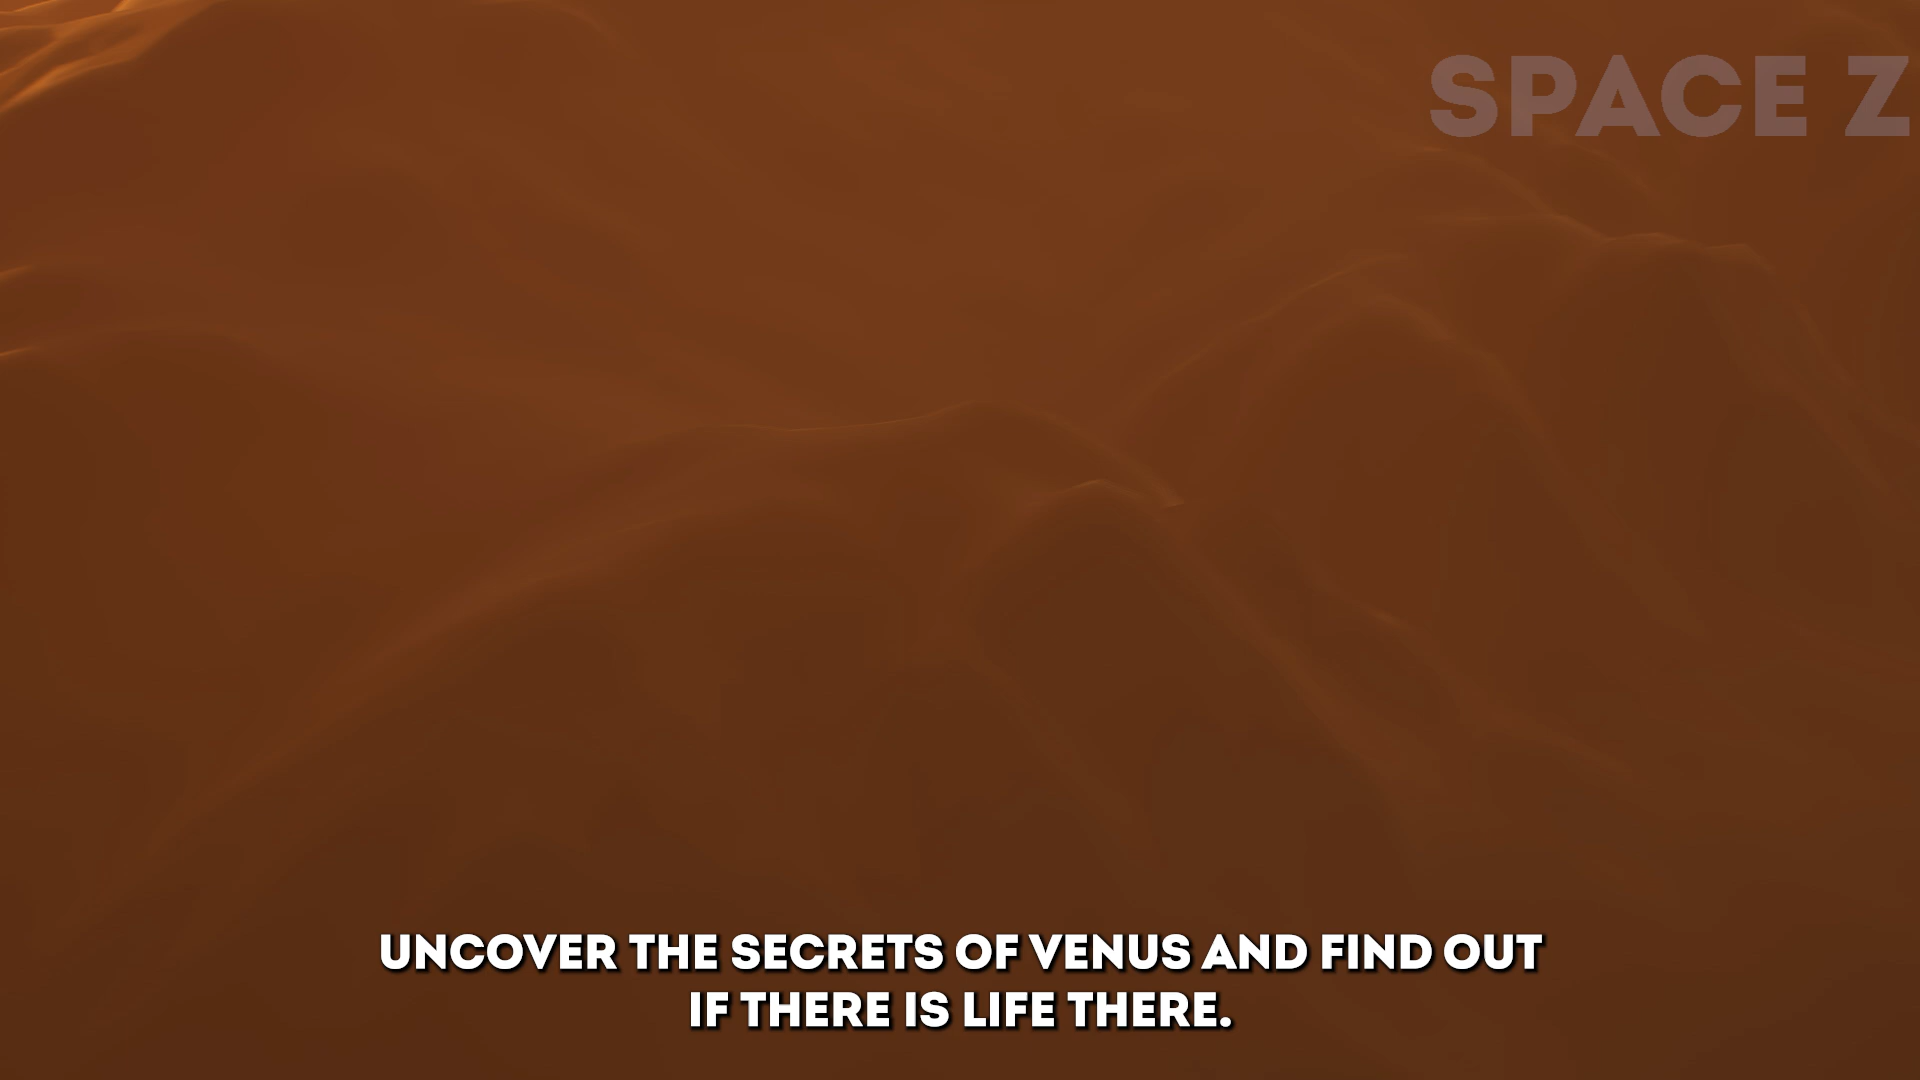 SPACE Z
UNCOVER THE SECRETS OF VENUS AND FIND OUT
IF THERE IS LIFE THERE.